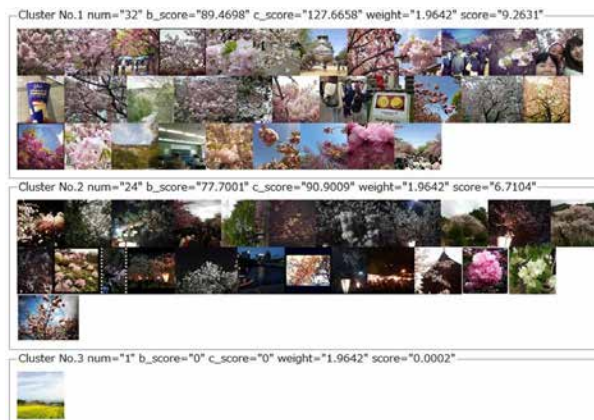 Cluster No.1 num="32" b_score="89.4698" c_score="127.6658" weight="1.9642" score="9.2631"
Cluster No.2 num="24" b_score="77.7001" c_score="90.9009" weight="1.9642" score="6.7104"
Cluster No.3 num="1" b_score="0" c_score="0" weight="1.9642" score="0.0002"